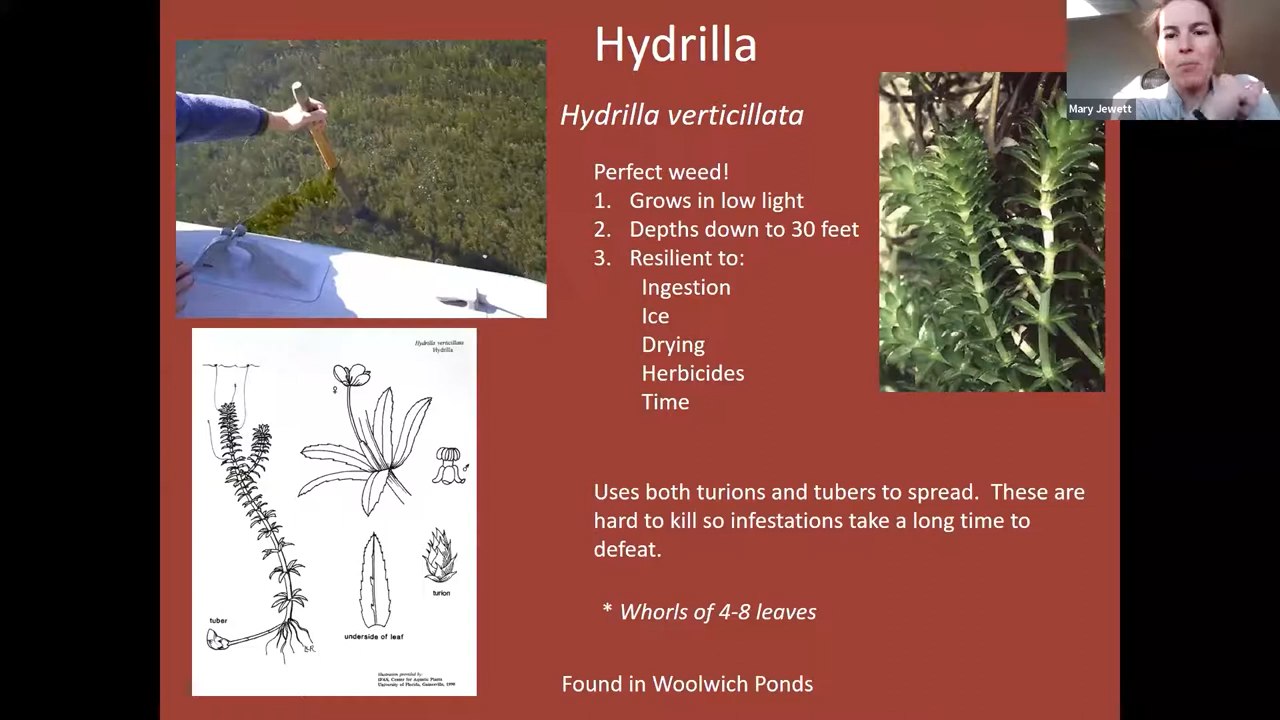 Hydrilla
Mary Jewett
Hydrilla verticillata
Perfect weed!
1. Grows in low light
2. Depths down to 30 feet
3. Resilient to:
Ingestion
Ice
Drying
Herbicides
Time
Hydrilla verticillata
Hydrilla
♀
♂
turion
tuber
underside of leaf
Illustration provided by:
IFAS, Center for Aquatic Plants
University of Florida, Gainesville, 1990
Uses both turions and tubers to spread. These are
hard to kill so infestations take a long time to
defeat.
* Whorls of 4-8 leaves
Found in Woolwich Ponds